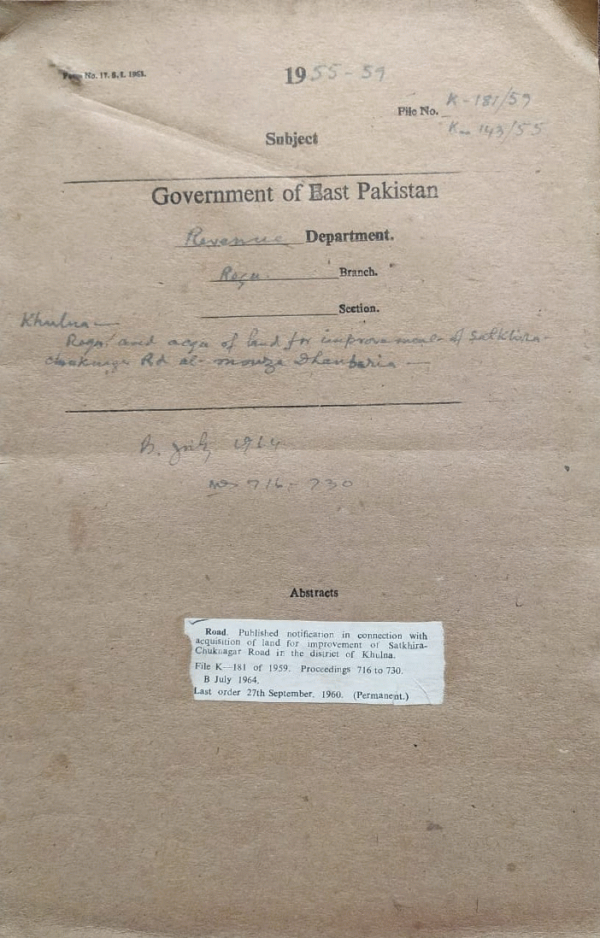 Form No. 17. S. I. 1963.
1955-59
File No. K-181/59
K-143/55
Subject
Government of East Pakistan
Revenue Department.
Branch.
Section.
Khulna-
and acqn of land for improvement of Satkhira-
Rd at mouza
B. July 1964
nos 716-730
Abstracts
Road. Published notification in connection with
acquisition of land for improvement of Satkhira-
Chuknagar Road in the district of Khulna.
File K—181 of 1959. Proceedings 716 to 730.
B July 1964.
Last order 27th September, 1960. (Permanent.)